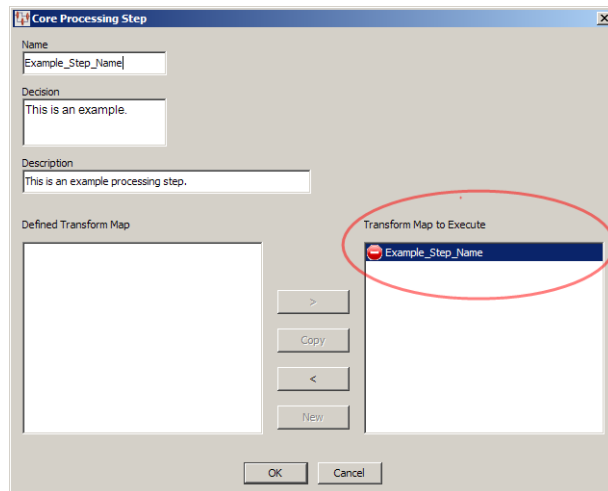 Core Processing Step
Name
Example_Step_Name
Decision
This is an example.
Description
This is an example processing step.
Defined Transform Map
Transform Map to Execute
Example_Step_Name
>
Copy
<
New
OK
Cancel